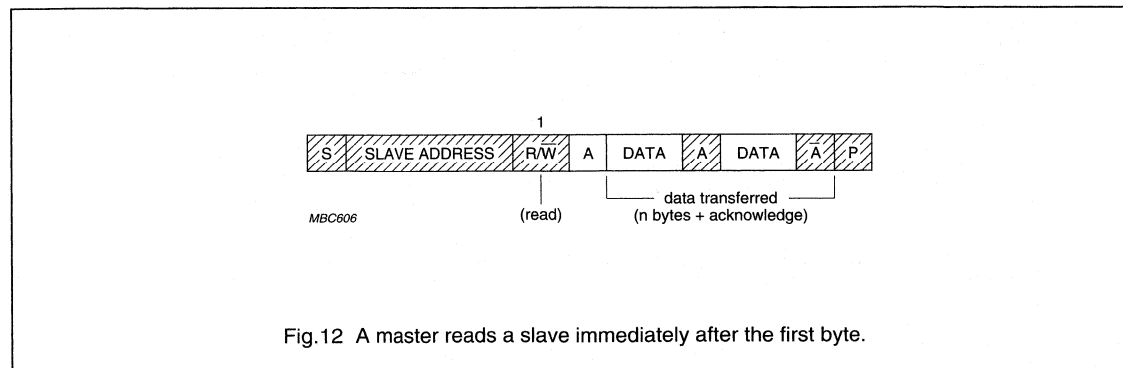 1
S SLAVE ADDRESS R/W̅ A DATA A DATA A̅ P
(read)
data transferred
(n bytes + acknowledge)
MBC606
Fig.12 A master reads a slave immediately after the first byte.